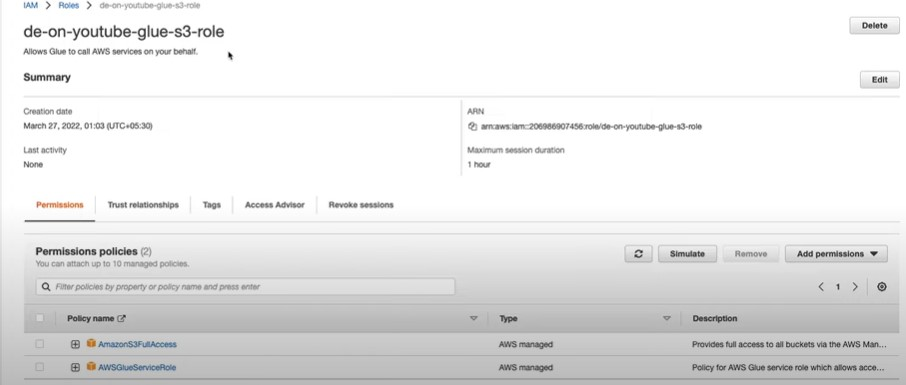 IAM > Roles > de-on-youtube-glue-s3-role
de-on-youtube-glue-s3-role
Delete
Allows Glue to call AWS services on your behalf.
Summary
Edit
Creation date
ARN
March 27, 2022, 01:03 (UTC+05:30)
arn:aws:iam::206986907456:role/de-on-youtube-glue-s3-role
Last activity
Maximum session duration
None
1 hour
Permissions Trust relationships Tags Access Advisor Revoke sessions
Permissions policies (2)
You can attach up to 10 managed policies.
Simulate Remove Add permissions
Filter policies by property or policy name and press enter
1
Policy name Type Description
AmazonS3FullAccess AWS managed Provides full access to all buckets via the AWS Man...
AWSGlueServiceRole AWS managed Policy for AWS Glue service role which allows acce...